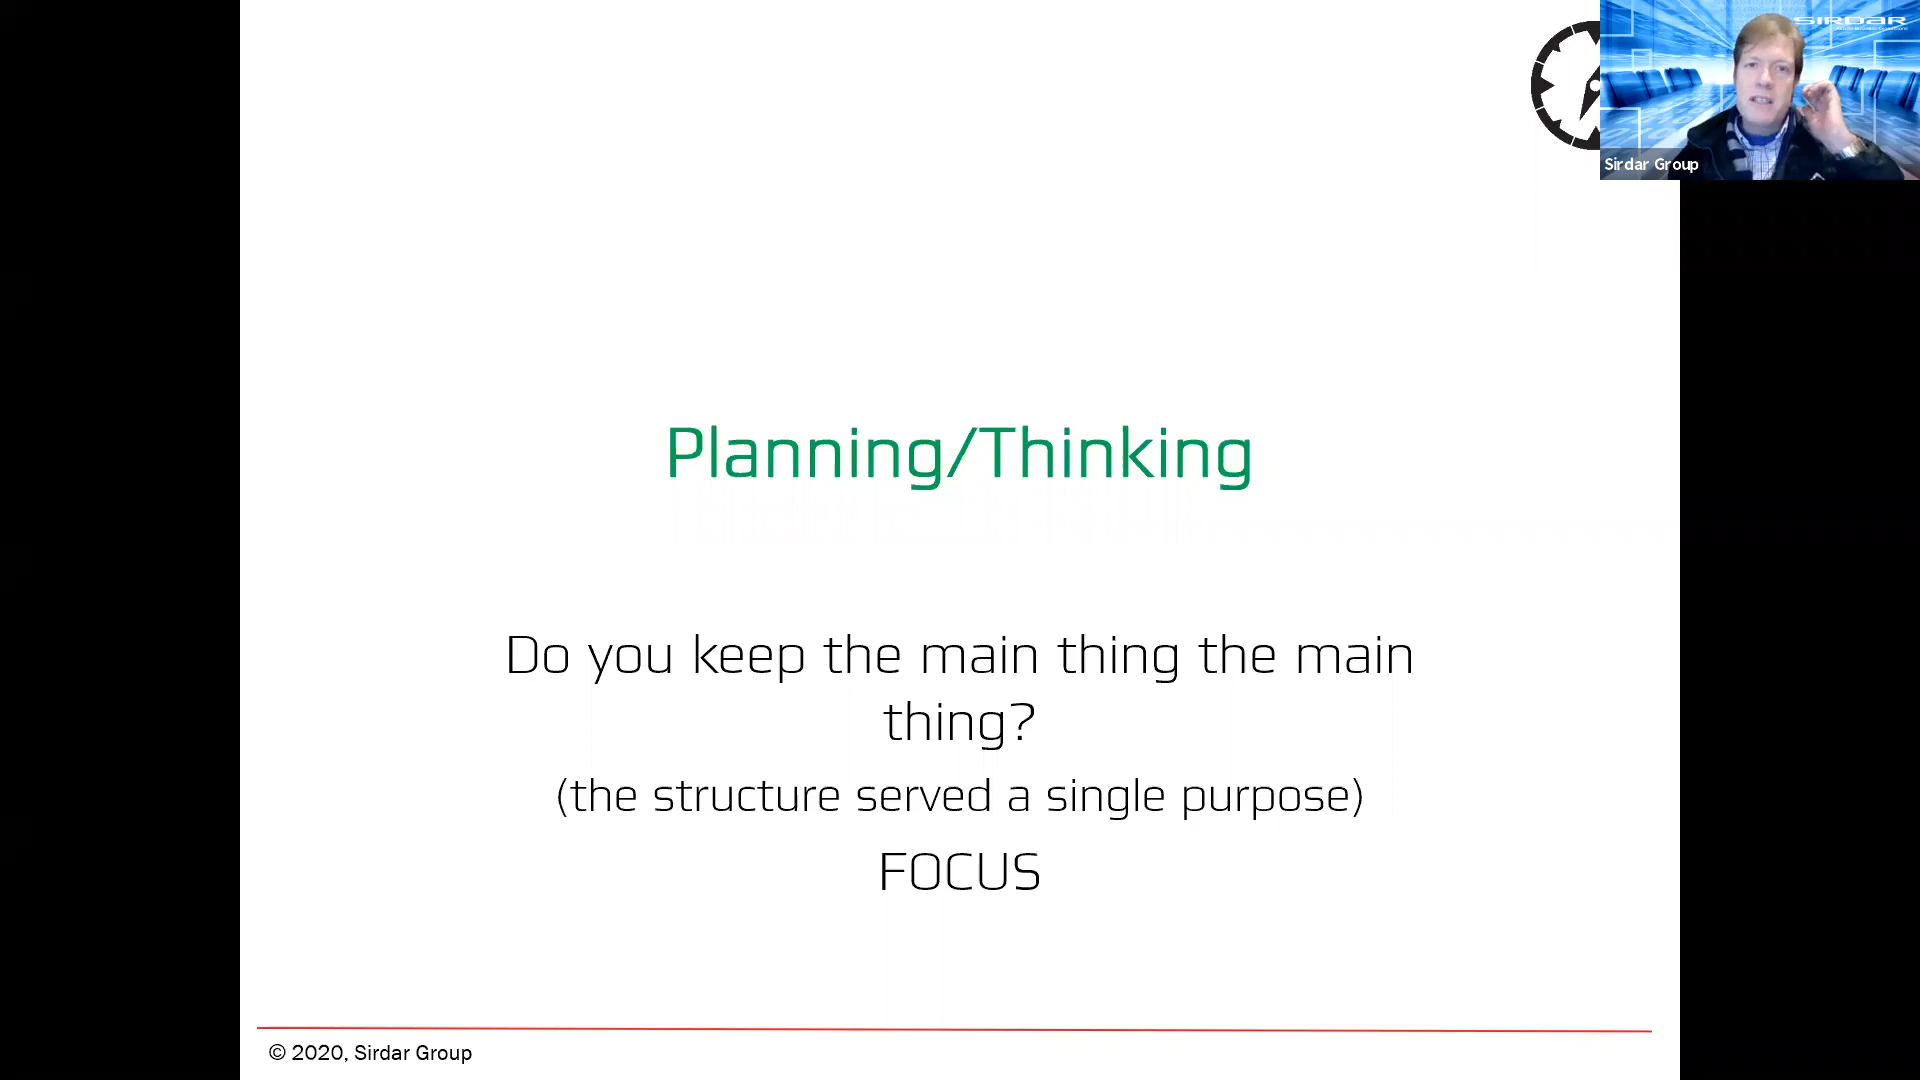 SIRDAR
Sirdar Group
Planning/Thinking
Do you keep the main thing the main
thing?
(the structure served a single purpose)
FOCUS
© 2020, Sirdar Group